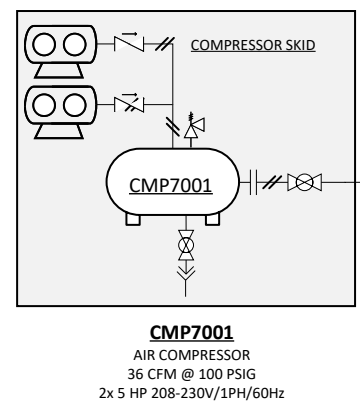 COMPRESSOR SKID
CMP7001
CMP7001
AIR COMPRESSOR
36 CFM @ 100 PSIG
2x 5 HP 208-230V/1PH/60Hz